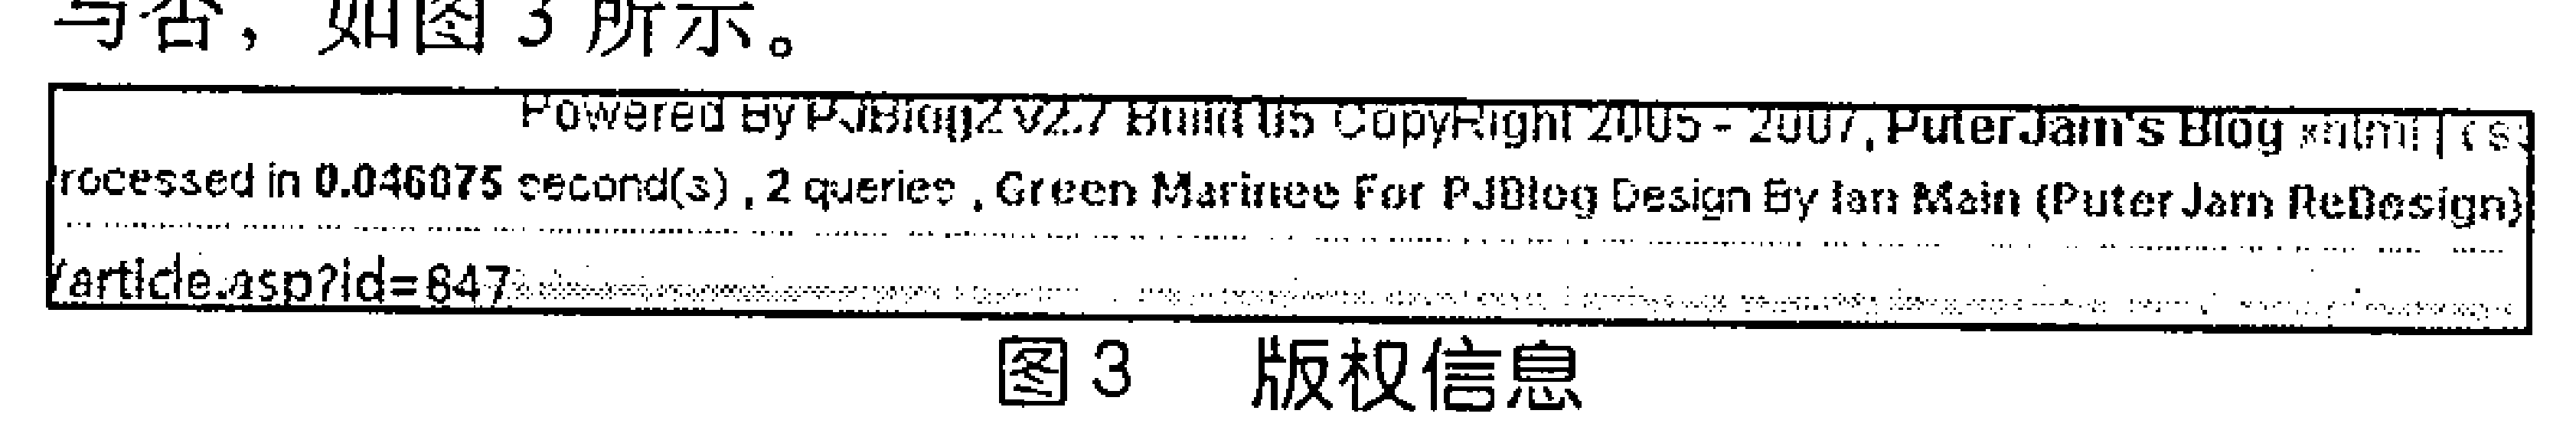 与否，如图 3 所示。
Powered By PJBlog2 v2.7 Build 05 CopyRight 2005 - 2007, PuterJam's Blog xhtml |
rocessed in 0.046875 second(s) , 2 queries , Green Marinee For PJBlog Design By Ian Main (PuterJam ReDesign)
/article.asp?id=847
图 3 版权信息